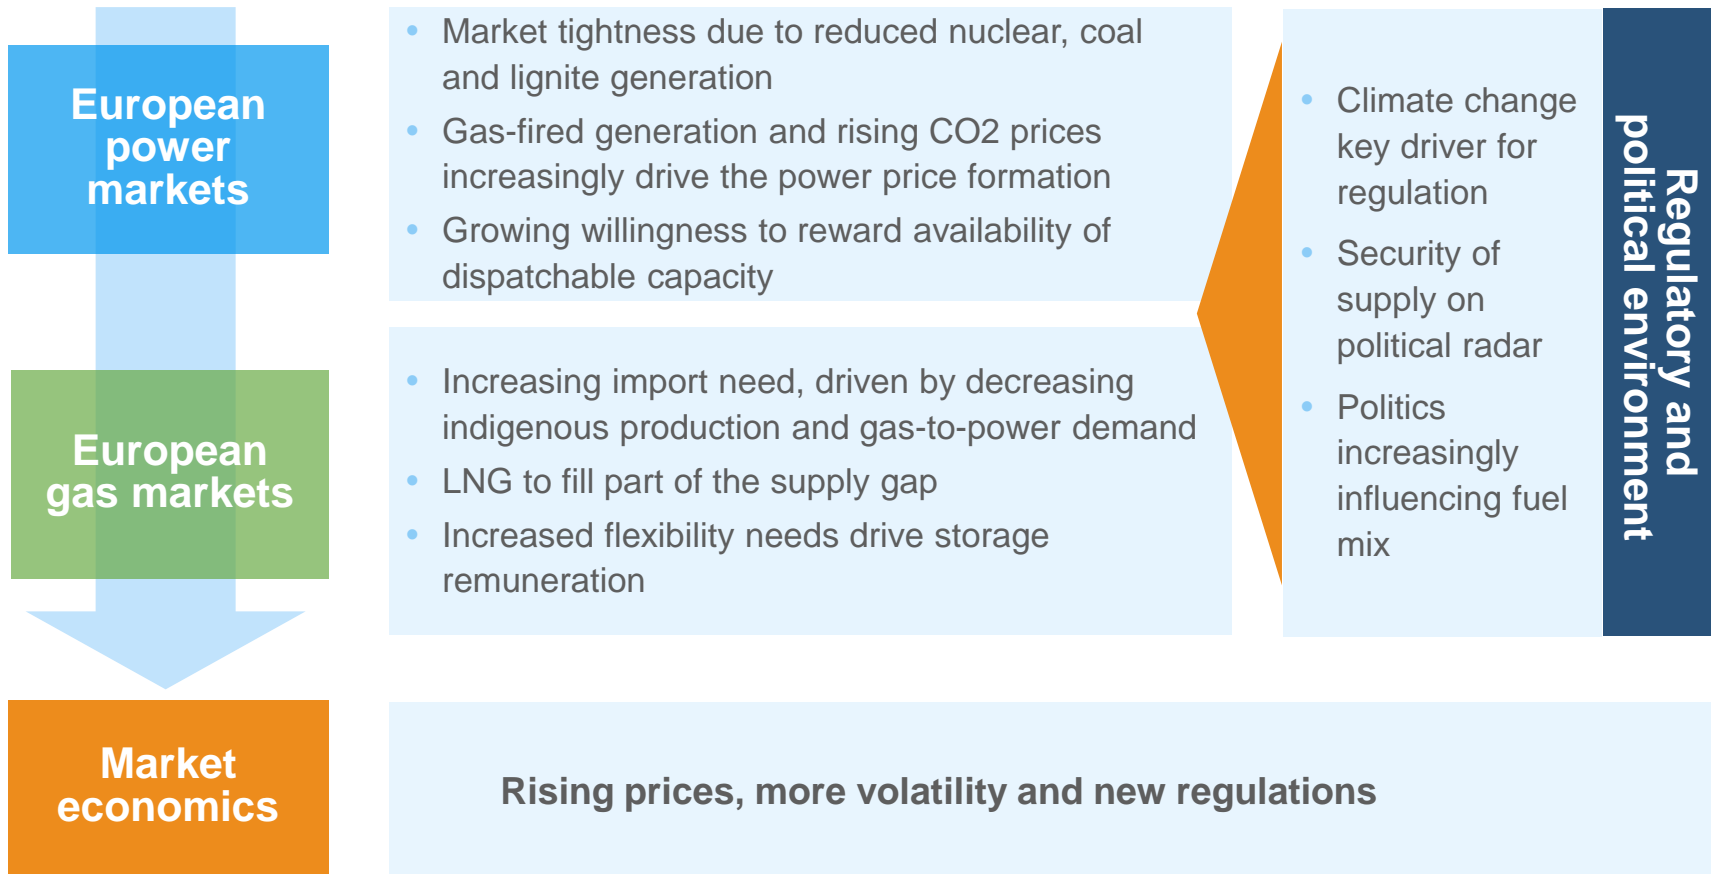 European
power
markets
• Market tightness due to reduced nuclear, coal
and lignite generation
• Gas-fired generation and rising CO2 prices
increasingly drive the power price formation
• Growing willingness to reward availability of
dispatchable capacity
European
gas markets
• Increasing import need, driven by decreasing
indigenous production and gas-to-power demand
• LNG to fill part of the supply gap
• Increased flexibility needs drive storage
remuneration
• Climate change
key driver for
regulation
• Security of
supply on
political radar
• Politics
increasingly
influencing fuel
mix
Regulatory and
political environment
Market
economics
Rising prices, more volatility and new regulations